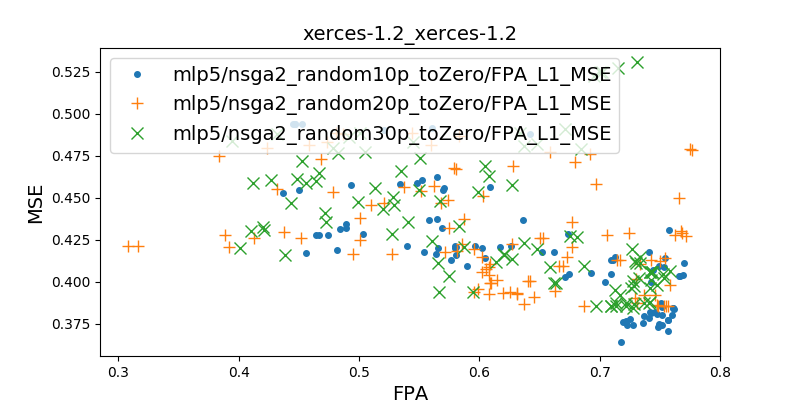 xerces-1.2_xerces-1.2
mlp5/nsga2_random10p_toZero/FPA_L1_MSE
mlp5/nsga2_random20p_toZero/FPA_L1_MSE
mlp5/nsga2_random30p_toZero/FPA_L1_MSE
MSE
0.525
0.500
0.475
0.450
0.425
0.400
0.375
0.3 0.4 0.5 0.6 0.7 0.8
FPA